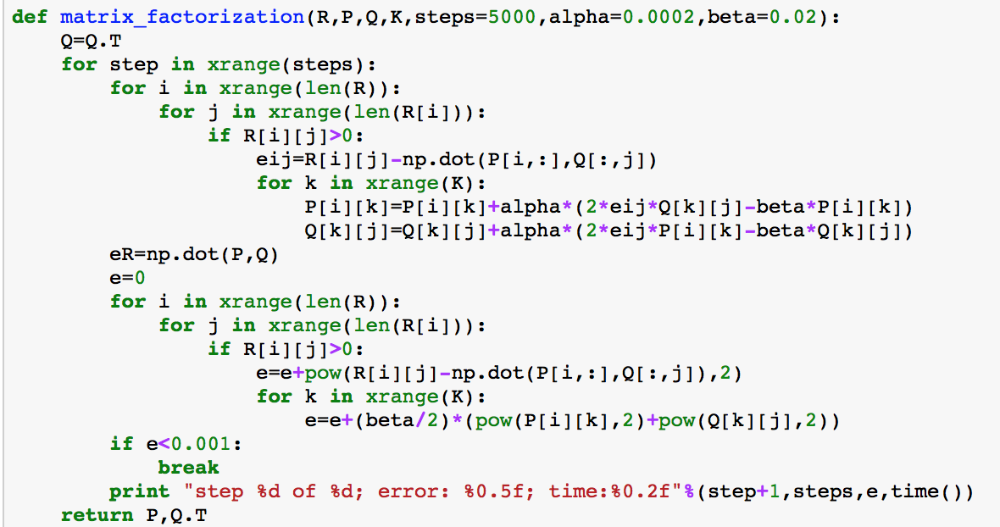 def matrix_factorization(R,P,Q,K,steps=5000,alpha=0.0002,beta=0.02):
    Q=Q.T
    for step in xrange(steps):
        for i in xrange(len(R)):
            for j in xrange(len(R[i])):
                if R[i][j]>0:
                    eij=R[i][j]-np.dot(P[i,:],Q[:,j])
                    for k in xrange(K):
                        P[i][k]=P[i][k]+alpha*(2*eij*Q[k][j]-beta*P[i][k])
                        Q[k][j]=Q[k][j]+alpha*(2*eij*P[i][k]-beta*Q[k][j])
        eR=np.dot(P,Q)
        e=0
        for i in xrange(len(R)):
            for j in xrange(len(R[i])):
                if R[i][j]>0:
                    e=e+pow(R[i][j]-np.dot(P[i,:],Q[:,j]),2)
                    for k in xrange(K):
                        e=e+(beta/2)*(pow(P[i][k],2)+pow(Q[k][j],2))
        if e<0.001:
            break
        print "step %d of %d; error: %0.5f; time:%0.2f"%(step+1,steps,e,time())
    return P,Q.T